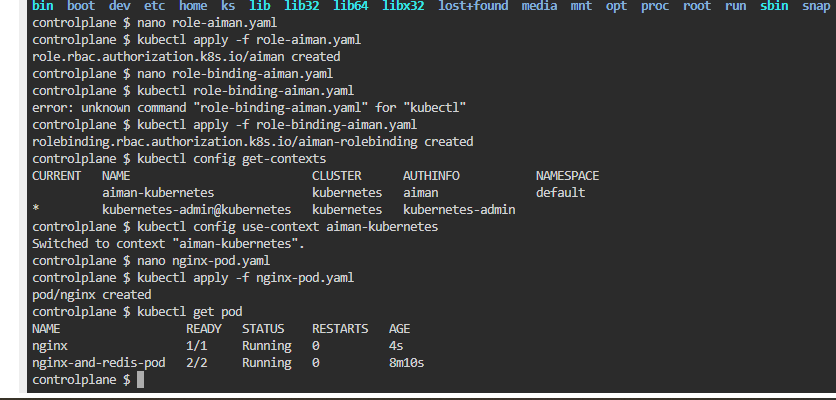 bin boot dev etc home ks lib lib32 lib64 libx32 lost+found media mnt opt proc root run sbin snap
controlplane $ nano role-aiman.yaml
controlplane $ kubectl apply -f role-aiman.yaml
role.rbac.authorization.k8s.io/aiman created
controlplane $ nano role-binding-aiman.yaml
controlplane $ kubectl role-binding-aiman.yaml
error: unknown command "role-binding-aiman.yaml" for "kubectl"
controlplane $ kubectl apply -f role-binding-aiman.yaml
rolebinding.rbac.authorization.k8s.io/aiman-rolebinding created
controlplane $ kubectl config get-contexts
CURRENT NAME CLUSTER AUTHINFO NAMESPACE
aiman-kubernetes kubernetes aiman default
* kubernetes-admin@kubernetes kubernetes kubernetes-admin
controlplane $ kubectl config use-context aiman-kubernetes
Switched to context "aiman-kubernetes".
controlplane $ nano nginx-pod.yaml
controlplane $ kubectl apply -f nginx-pod.yaml
pod/nginx created
controlplane $ kubectl get pod
NAME READY STATUS RESTARTS AGE
nginx 1/1 Running 0 4s
nginx-and-redis-pod 2/2 Running 0 8m10s
controlplane $